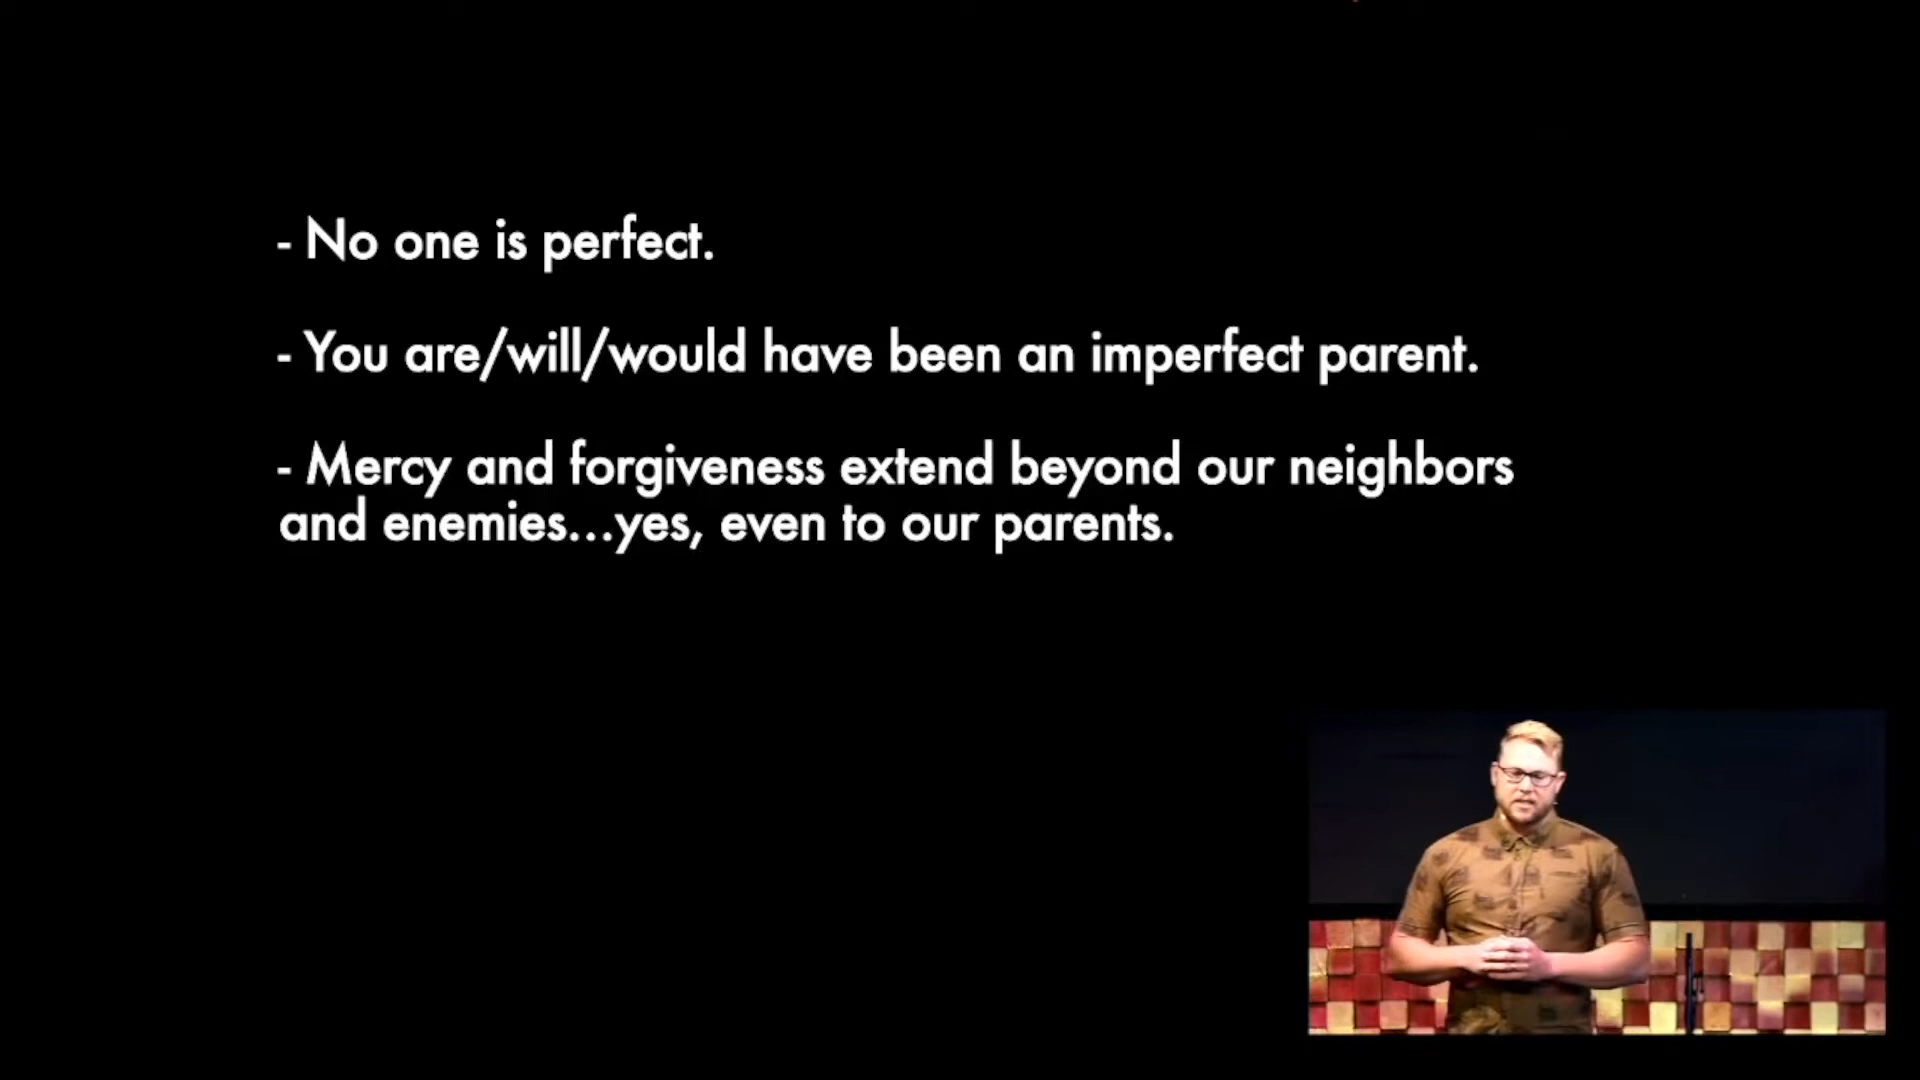 - No one is perfect.
- You are/will/would have been an imperfect parent.
- Mercy and forgiveness extend beyond our neighbors
and enemies...yes, even to our parents.